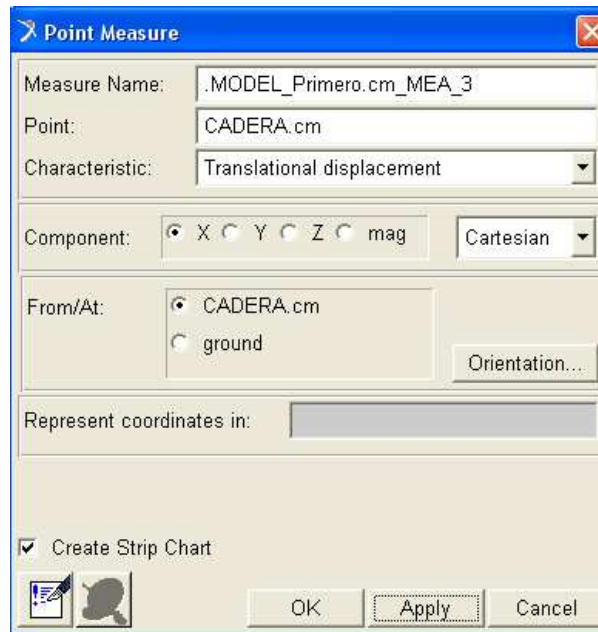 Point Measure
Measure Name: .MODEL_Primero.cm_MEA_3
Point: CADERA.cm
Characteristic: Translational displacement
Component: X Y Z mag Cartesian
From/At: CADERA.cm
ground
Orientation...
Represent coordinates in:
Create Strip Chart
OK Apply Cancel